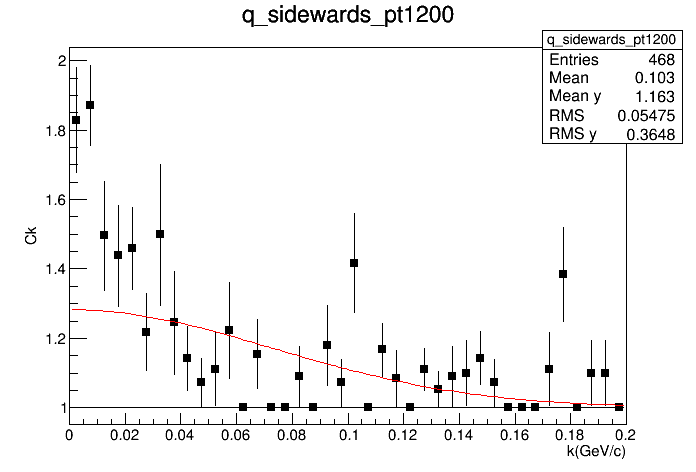 q_sidewards_pt1200
q_sidewards_pt1200
Entries 468
Mean 0.103
Mean y 1.163
RMS 0.05475
RMS y 0.3648
2
1.8
1.6
1.4
1.2
1
Ck
0 0.02 0.04 0.06 0.08 0.1 0.12 0.14 0.16 0.18 0.2
k(GeV/c)